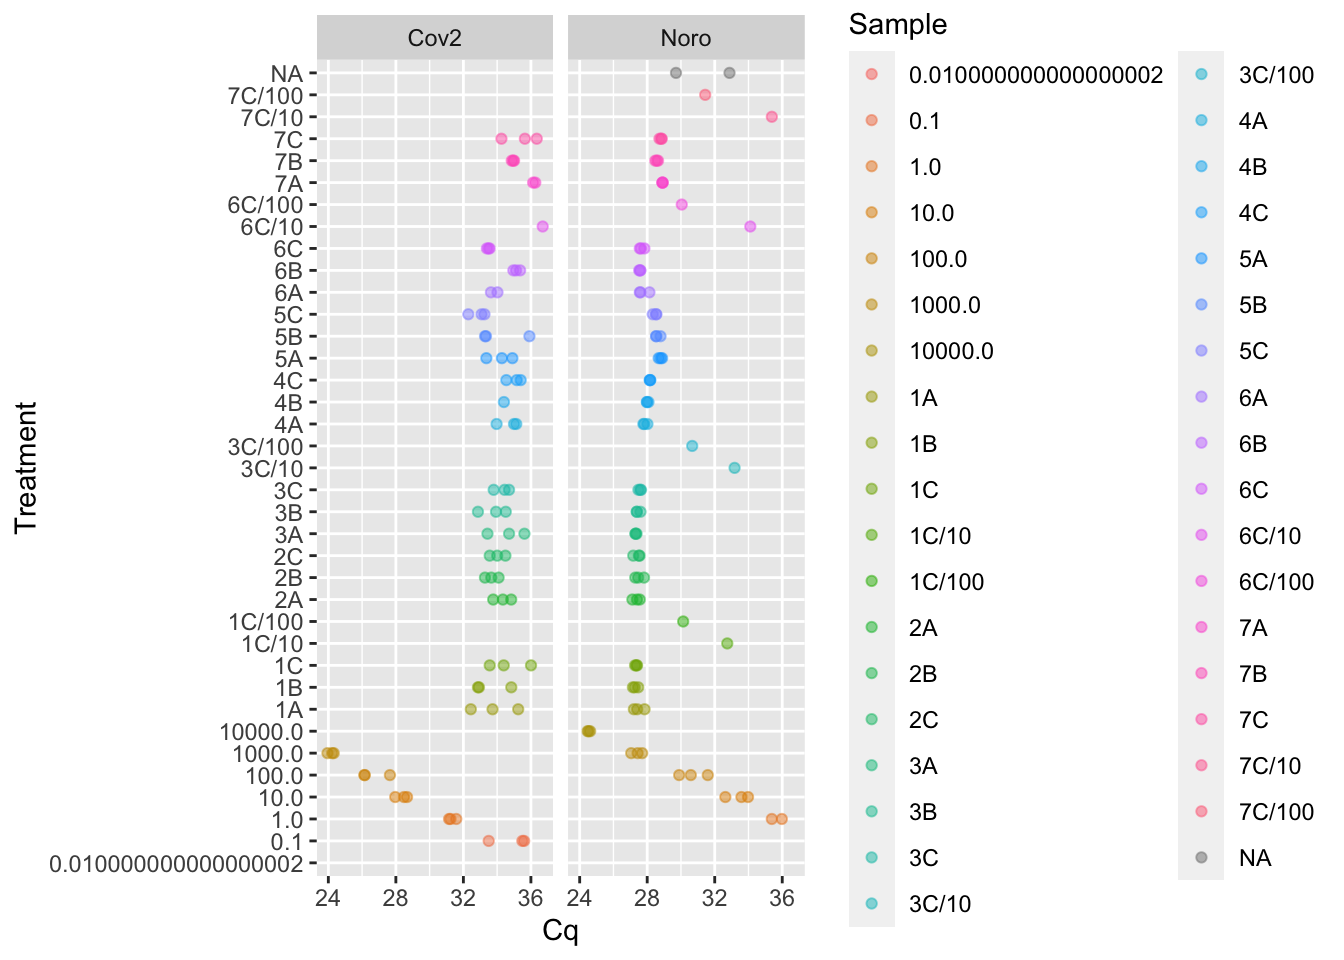 Cov2
Noro
Treatment
NA
7C/100
7C/10
7C
7B
7A
6C/100
6C/10
6C
6B
6A
5C
5B
5A
4C
4B
4A
3C/100
3C/10
3C
3B
3A
2C
2B
2A
1C/100
1C/10
1C
1B
1A
10000.0
1000.0
100.0
10.0
1.0
0.1
0.010000000000000002
24 28 32 36 24 28 32 36
Cq
Sample
0.010000000000000002
0.1
1.0
10.0
100.0
1000.0
10000.0
1A
1B
1C
1C/10
1C/100
2A
2B
2C
3A
3B
3C
3C/10
3C/100
4A
4B
4C
5A
5B
5C
6A
6B
6C
6C/10
6C/100
7A
7B
7C
7C/10
7C/100
NA